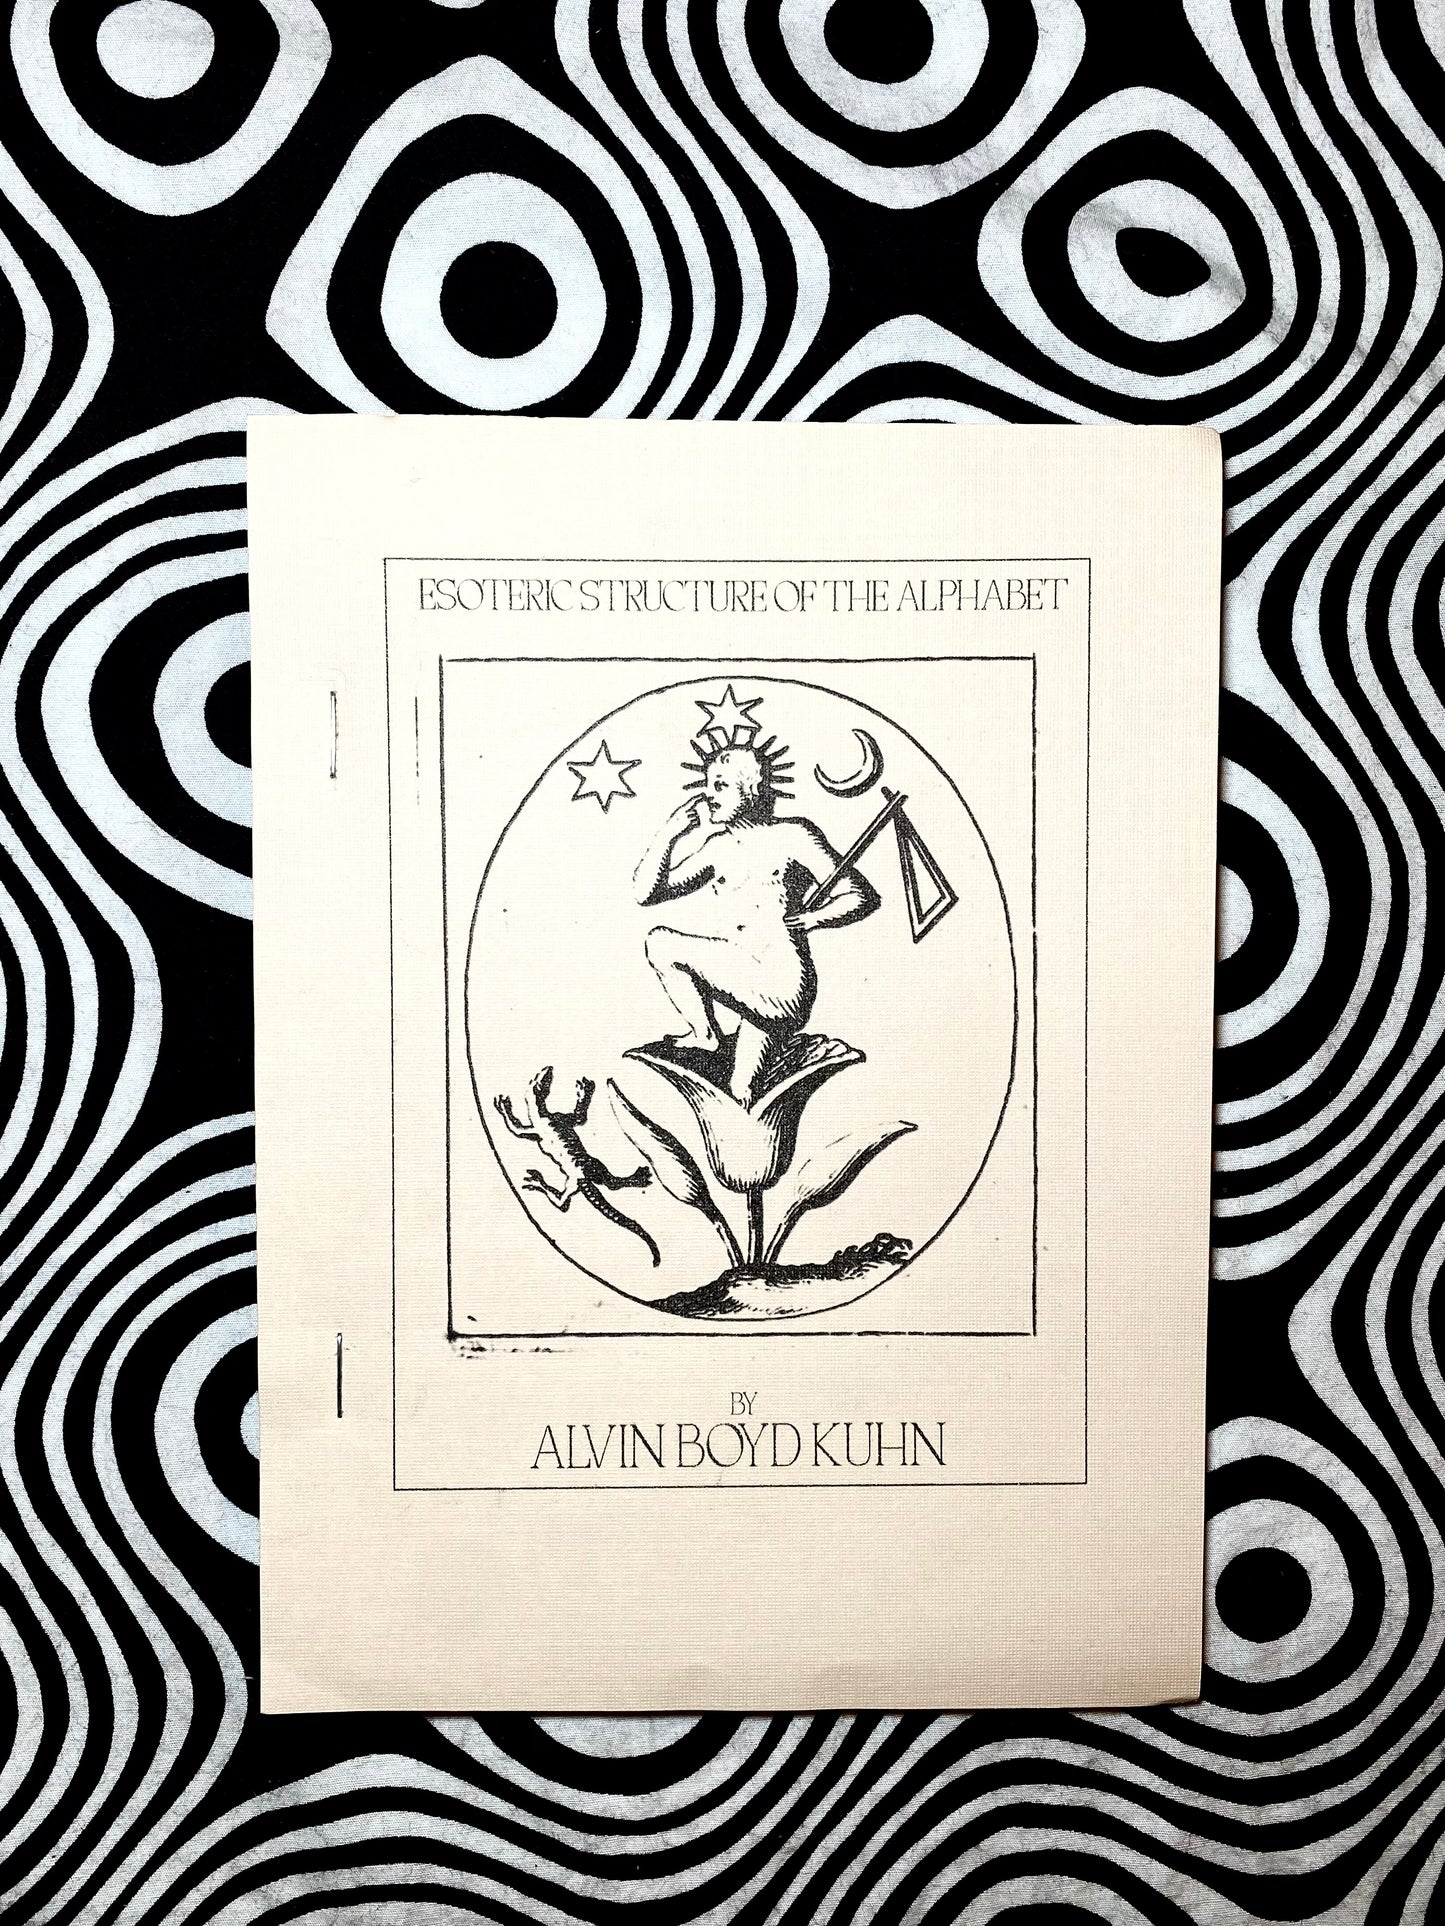 ESOTERIC STRUCTURE OF THE ALPHABET
BY
ALVIN BOYD KUHN